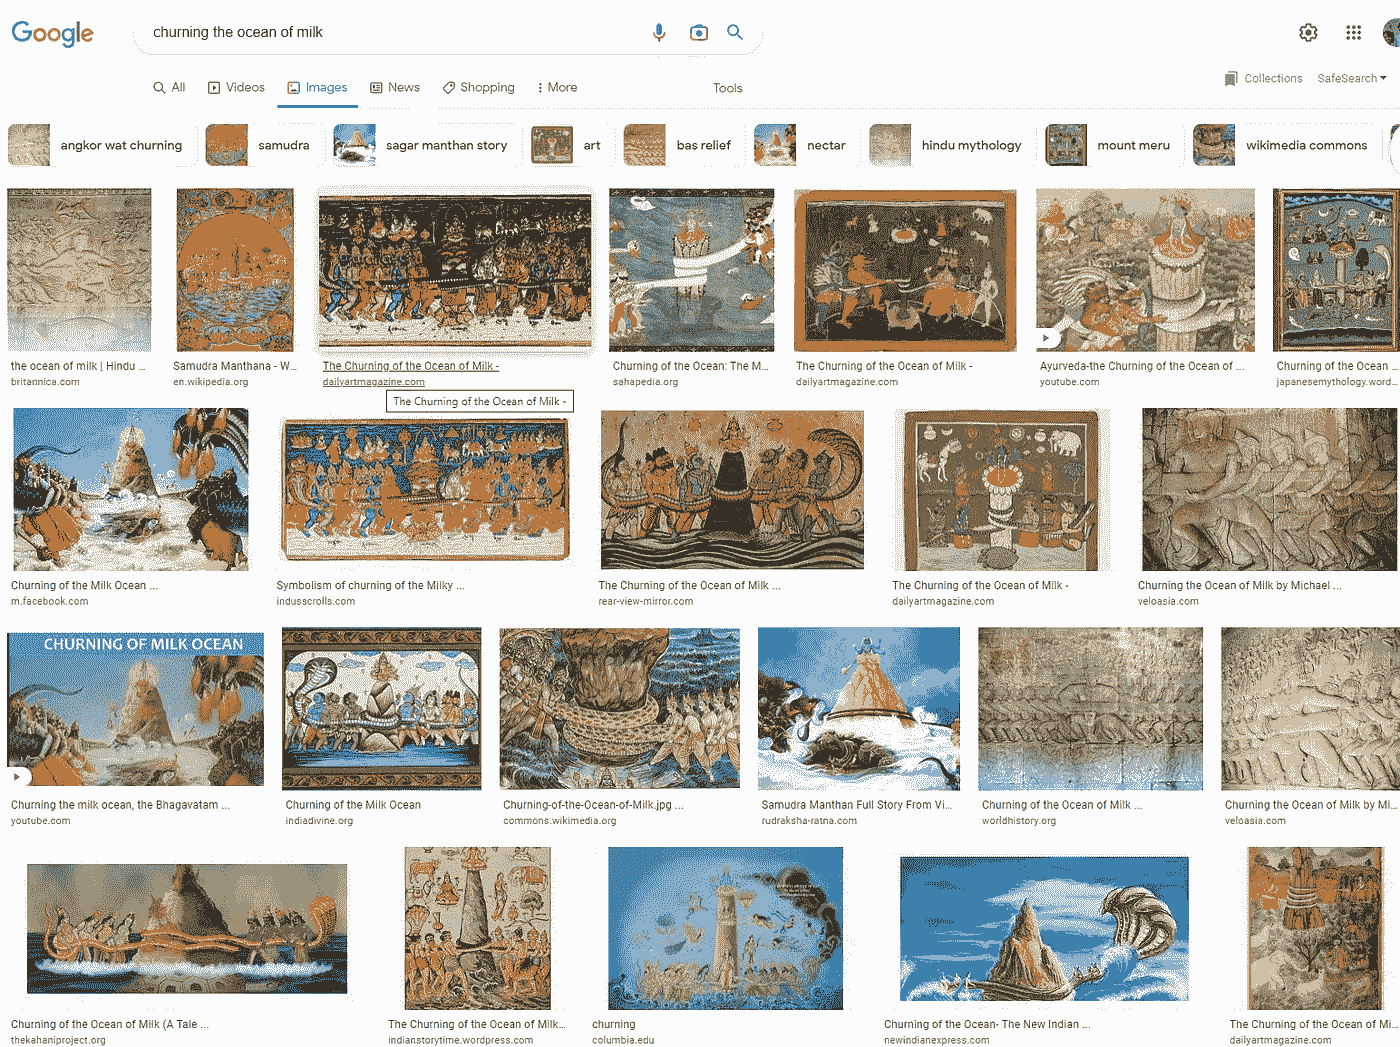 Google
churning the ocean of milk
All
Videos
Images
News
Shopping
More
Tools
Collections
SafeSearch
angkor wat churning
samudra
sagar manthan story
art
bas relief
nectar
hindu mythology
mount meru
wikimedia commons
the ocean of milk | Hindu ...
britannica.com
Samudra Manthana - W...
en.wikipedia.org
The Churning of the Ocean of Milk -
dailyartmagazine.com
The Churning of the Ocean of Milk -
Churning of the Ocean: The M...
sahapedia.org
The Churning of the Ocean of Milk -
dailyartmagazine.com
Ayurveda-the Churning the Ocean of ...
youtube.com
Churning of the Ocean ...
japanesemythology.word...
Churning of the Milk Ocean ...
m.facebook.com
Symbolism of churning of the Milky ...
indusscrolls.com
The Churning of the Ocean of Milk ...
rear-view-mirror.com
The Churning of the Ocean of Milk -
dailyartmagazine.com
Churning the Ocean of Milk by Michael ...
veloasia.com
CHURNING OF MILK OCEAN
Churning the milk ocean, the Bhagavatam ...
youtube.com
Churning of the Milk Ocean
indiadivine.org
Churning-of-the-Ocean-of-Milk.jpg ...
commons.wikimedia.org
Samudra Manthan Full Story From Vi...
rudraksha-ratna.com
Churning of the Ocean of Milk ...
worldhistory.org
Churning the Ocean of Milk by Mi...
veloasia.com
Churning of the Ocean of Milk (A Tale ...
thekahaniproject.org
The Churning of the Ocean of Milk...
indianstorytime.wordpress.com
churning
columbia.edu
Churning of the Ocean- The New Indian ...
newindianexpress.com
The Churning of the Ocean of Mi...
dailyartmagazine.com